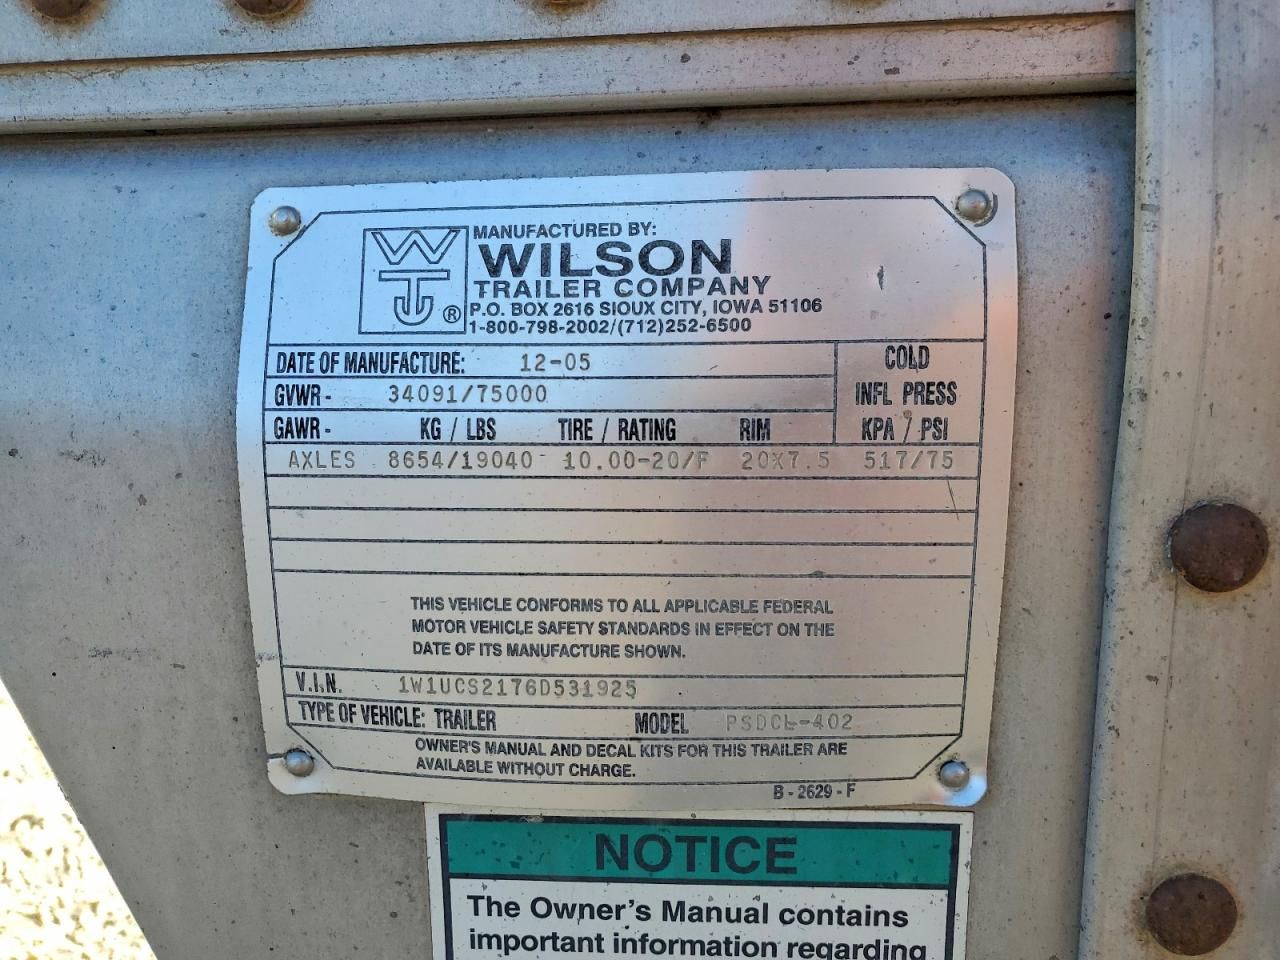 WT
®
MANUFACTURED BY:
WILSON
TRAILER COMPANY
P.O. BOX 2616 SIOUX CITY, IOWA 51106
1-800-798-2002/(712)252-6500
DATE OF MANUFACTURE: 12-05
COLD
GVWR- 34091/75000 INFL PRESS
GAWR- KG / LBS TIRE / RATING RIM KPA / PSI
AXLES 8654/19040 10.00-20/F 20X7.5 517/75
THIS VEHICLE CONFORMS TO ALL APPLICABLE FEDERAL
MOTOR VEHICLE SAFETY STANDARDS IN EFFECT ON THE
DATE OF ITS MANUFACTURE SHOWN.
V.I.N. 1W1UCS2176D531925
TYPE OF VEHICLE: TRAILER MODEL PSDCL-402
OWNER'S MANUAL AND DECAL KITS FOR THIS TRAILER ARE
AVAILABLE WITHOUT CHARGE.
B-2629-F
NOTICE
The Owner's Manual contains
important information regarding